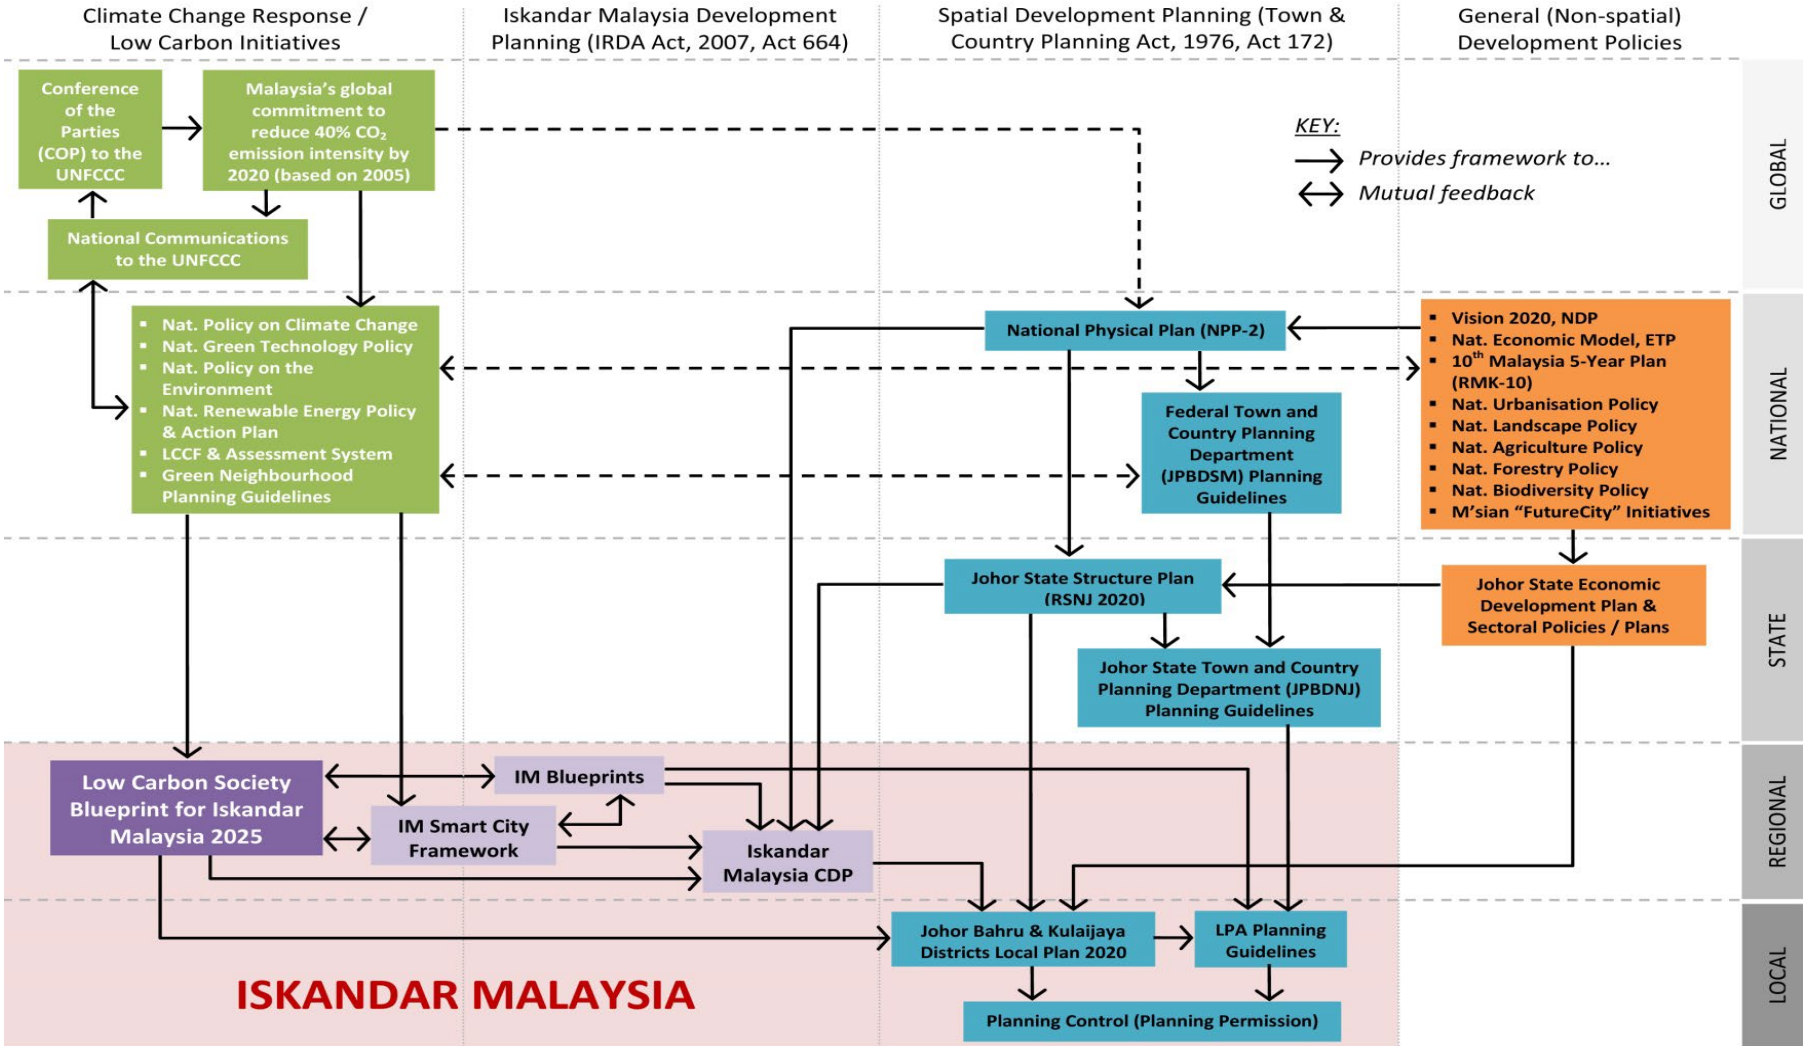 Climate Change Response /
Low Carbon Initiatives
Iskandar Malaysia Development
Planning (IRDA Act, 2007, Act 664)
Spatial Development Planning (Town &
Country Planning Act, 1976, Act 172)
General (Non-spatial)
Development Policies
Conference
of the
Parties
(COP) to the
UNFCCC
Malaysia’s global
commitment to
reduce 40% CO₂
emission intensity by
2020 (based on 2005)
National Communications
to the UNFCCC
KEY:
Provides framework to…
Mutual feedback
GLOBAL
▪ Nat. Policy on Climate Change
▪ Nat. Green Technology Policy
▪ Nat. Policy on the
Environment
▪ Nat. Renewable Energy Policy
& Action Plan
▪ LCCF & Assessment System
▪ Green Neighbourhood
Planning Guidelines
National Physical Plan (NPP-2)
Federal Town and
Country Planning
Department
(JPBDSM) Planning
Guidelines
▪ Vision 2020, NDP
▪ Nat. Economic Model, ETP
▪ 10th Malaysia 5-Year Plan
(RMK-10)
▪ Nat. Urbanisation Policy
▪ Nat. Landscape Policy
▪ Nat. Agriculture Policy
▪ Nat. Forestry Policy
▪ Nat. Biodiversity Policy
▪ M’sian “FutureCity” Initiatives
NATIONAL
Johor State Structure Plan
(RSNJ 2020)
Johor State Economic
Development Plan &
Sectoral Policies / Plans
Johor State Town and Country
Planning Department (JPBDNJ)
Planning Guidelines
STATE
Low Carbon Society
Blueprint for Iskandar
Malaysia 2025
IM Blueprints
IM Smart City
Framework
Iskandar
Malaysia CDP
REGIONAL
Johor Bahru & Kulaijaya
Districts Local Plan 2020
LPA Planning
Guidelines
Planning Control (Planning Permission)
ISKANDAR MALAYSIA
LOCAL